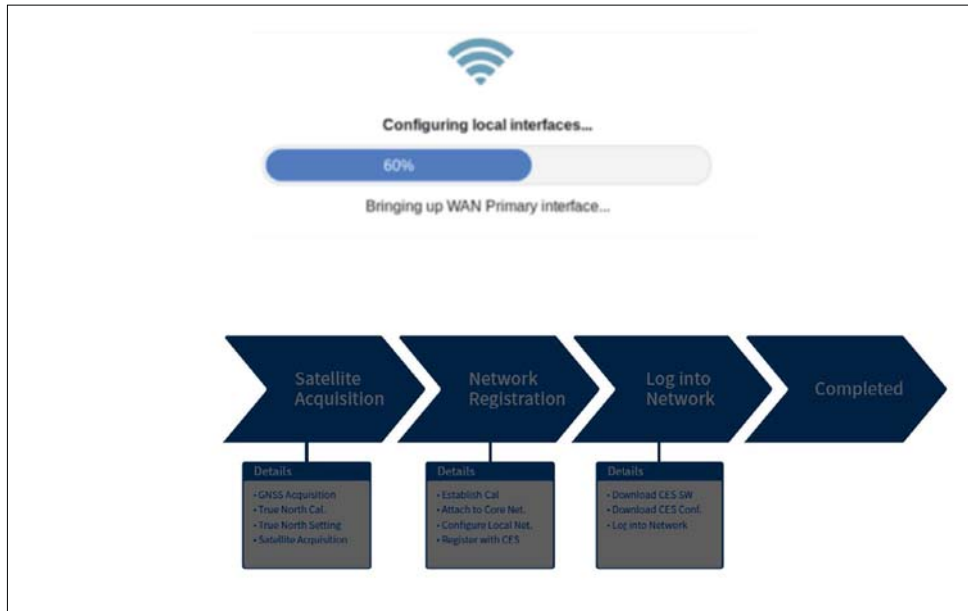 Configuring local interfaces...
60%
Bringing up WAN Primary interface...
Satellite
Acquisition
Network
Registration
Log into
Network
Completed
Details
• GNSS Acquisition
• True North Cal.
• True North Setting
• Satellite Acquisition
Details
• Establish Cal
• Attach to Core Net.
• Configure Local Net.
• Register with CES
Details
• Download CES SW
• Download CES Conf.
• Log into Network